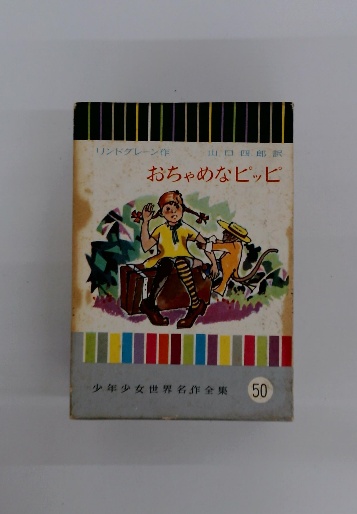 リンドグレーン作 山口四郎訳
おちゃめなピッピ
少年少女世界名作全集 50